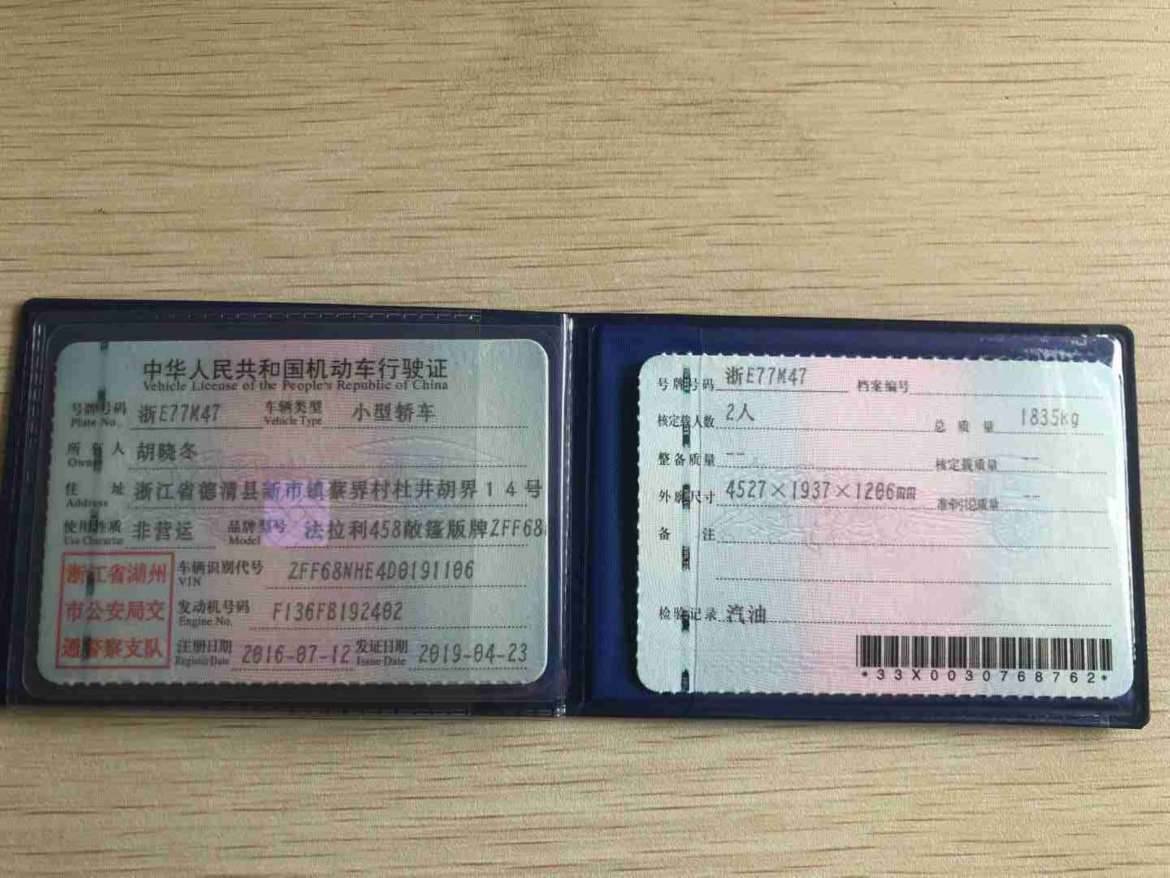 中华人民共和国机动车行驶证
Vehicle License of the People's Republic of China
号牌号码 浙E77M47 车辆类型 小型轿车
Plate No. Vehicle Type
所有人 胡晓冬
Owner
住址 浙江省德清县新市镇蔡界村杜井胡界14号
Address
使用性质 非营运 品牌型号 法拉利458敞篷版牌ZFF68
Use Character Model
浙江省湖州
市公安局交
通警察支队
车辆识别代号 ZFF68NHE4D0191106
VIN
发动机号码 F136FB192402
Engine No.
注册日期 2016-07-12 发证日期 2019-04-23
Register Date Issue Date
号牌号码 浙E77M47 档案编号
核定载人数 2人 总质量 1835kg
整备质量 -- 核定载质量 --
外廓尺寸 4527×1937×1206mm 准牵引总质量 --
备注
检验记录 汽油
*33X0030768762*